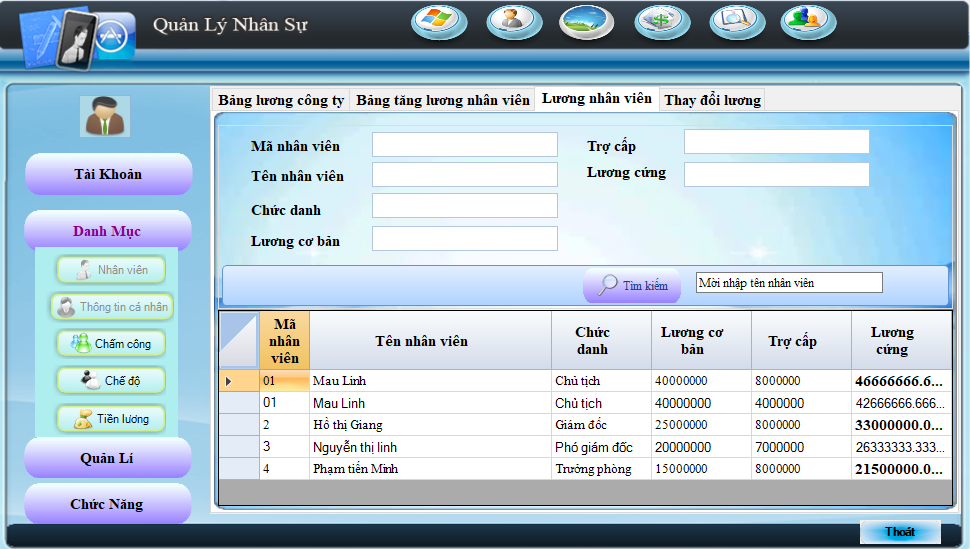 Quản Lý Nhân Sự
Bảng lương công ty Bảng tăng lương nhân viên Lương nhân viên Thay đổi lương
Tài Khoản
Danh Mục
Nhân viên
Thông tin cá nhân
Chấm công
Chế độ
Tiền lương
Quản Lí
Chức Năng
Mã nhân viên
Trợ cấp
Tên nhân viên
Lương cứng
Chức danh
Lương cơ bản
Tìm kiếm Mời nhập tên nhân viên
Mã nhân viên Tên nhân viên Chức danh Lương cơ bản Trợ cấp Lương cứng
01 Mau Linh Chủ tịch 40000000 8000000 46666666.6...
01 Mau Linh Chủ tịch 40000000 4000000 42666666.666...
2 Hồ thị Giang Giám đốc 25000000 8000000 33000000.0...
3 Nguyễn thị linh Phó giám đốc 20000000 7000000 26333333.333...
4 Phạm tiến Minh Trưởng phòng 15000000 8000000 21500000.0...
Thoát